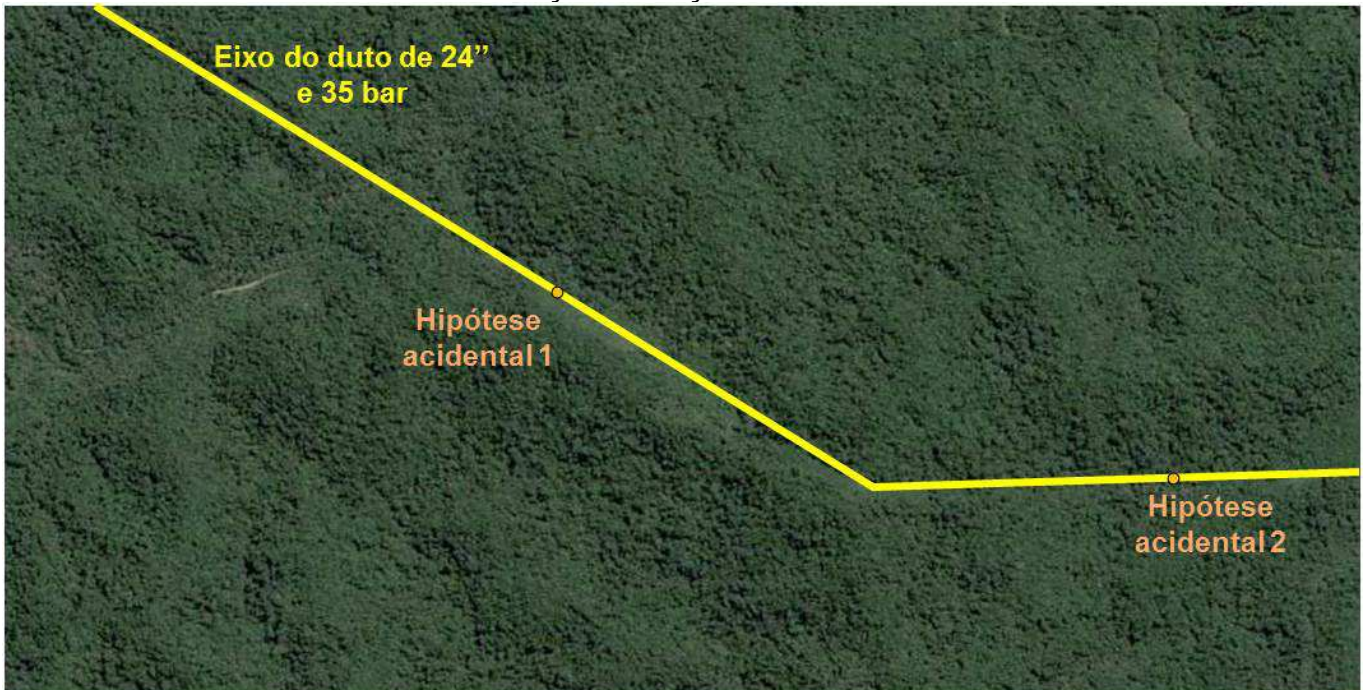 Eixo do duto de 24’’
e 35 bar
Hipótese
acidental 1
Hipótese
acidental 2